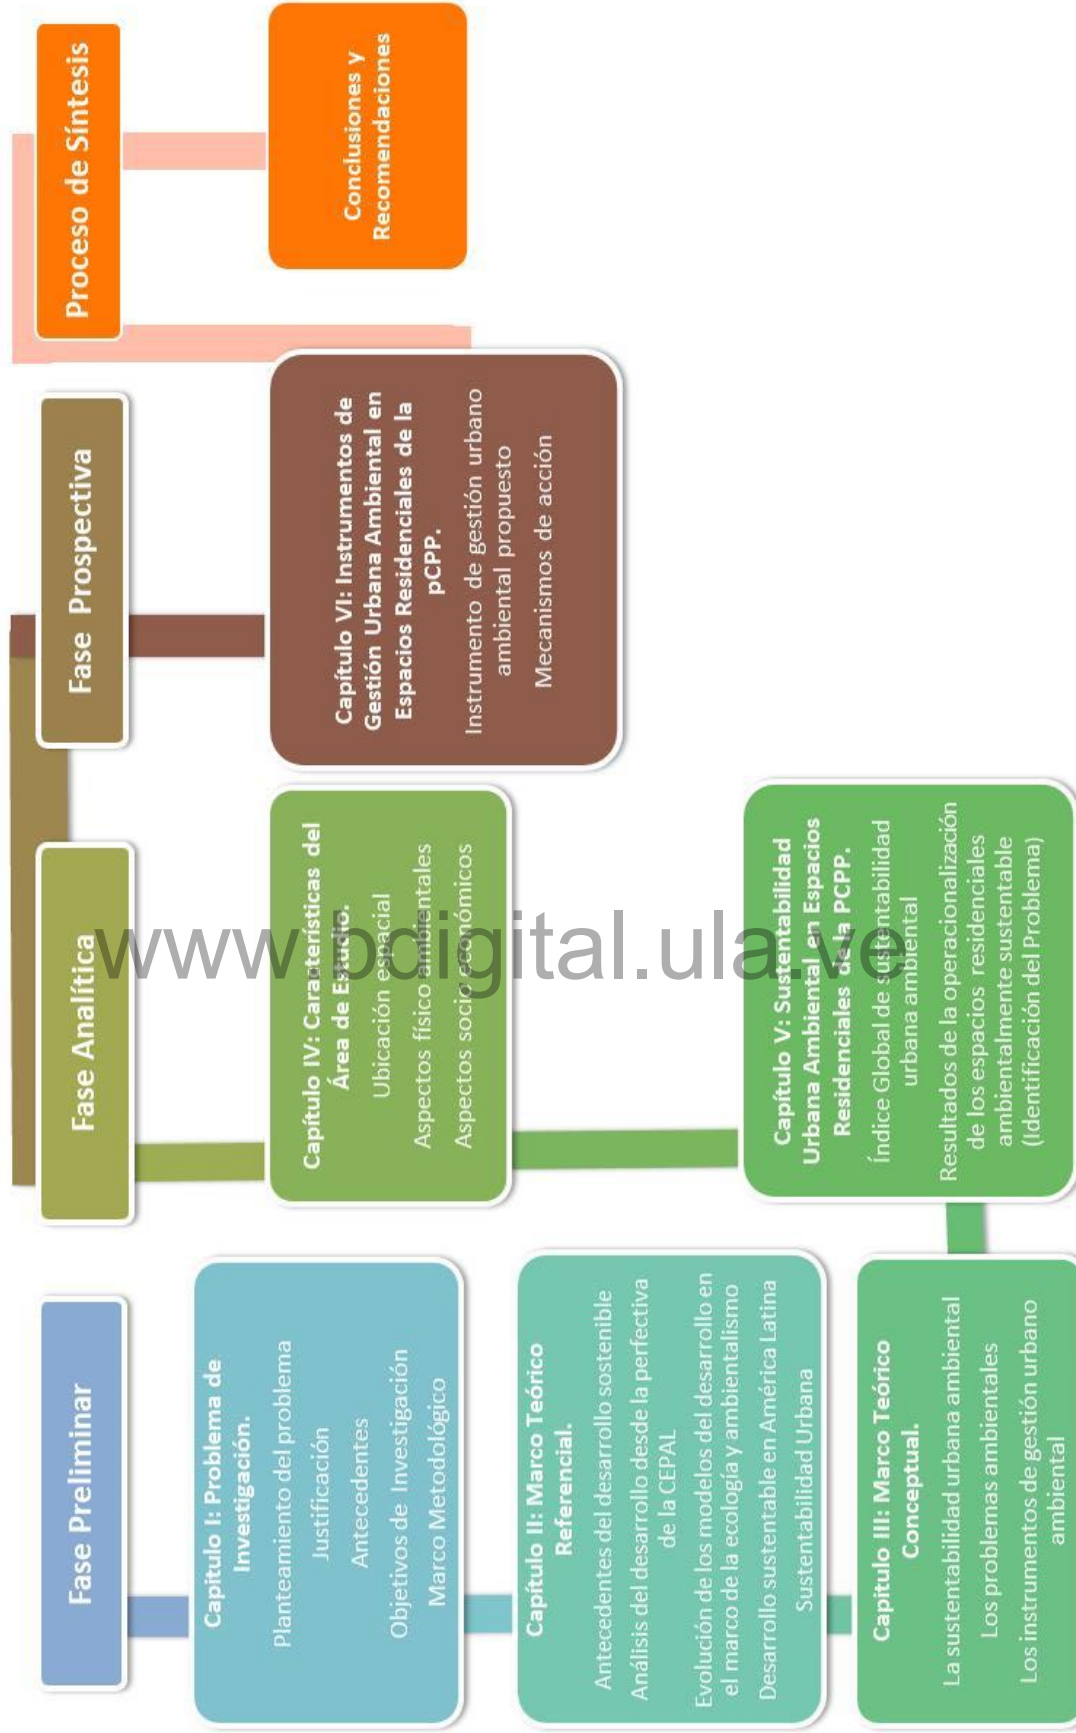 Fase Preliminar
Capitulo I: Problema de
Investigación.
Planteamiento del problema
Justificación
Antecedentes
Objetivos de Investigación
Marco Metodológico
Capítulo II: Marco Teórico
Referencial.
Antecedentes del desarrollo sostenible
Análisis del desarrollo desde la perfectiva
de la CEPAL
Evolución de los modelos del desarrollo en
el marco de la ecología y ambientalismo
Desarrollo sustentable en América Latina
Sustentabilidad Urbana
Capitulo III: Marco Teórico
Conceptual.
La sustentabilidad urbana ambiental
Los problemas ambientales
Los instrumentos de gestión urbano
ambiental
Fase Analítica
Capítulo IV: Características del
Área de Estudio.
Ubicación espacial
Aspectos físico ambientales
Aspectos socio económicos
Capítulo V: Sustentabilidad
Urbana Ambiental en Espacios
Residenciales de la PCPP.
Índice Global de sustentabilidad
urbana ambiental
Resultados de la operacionalización
de los espacios residenciales
ambientalmente sustentable
(Identificación del Problema)
Fase Prospectiva
Capítulo VI: Instrumentos de
Gestión Urbana Ambiental en
Espacios Residenciales de la
pCPP.
Instrumento de gestión urbano
ambiental propuesto
Mecanismos de acción
Proceso de Síntesis
Conclusiones y
Recomendaciones
www.bdigital.ula.ve